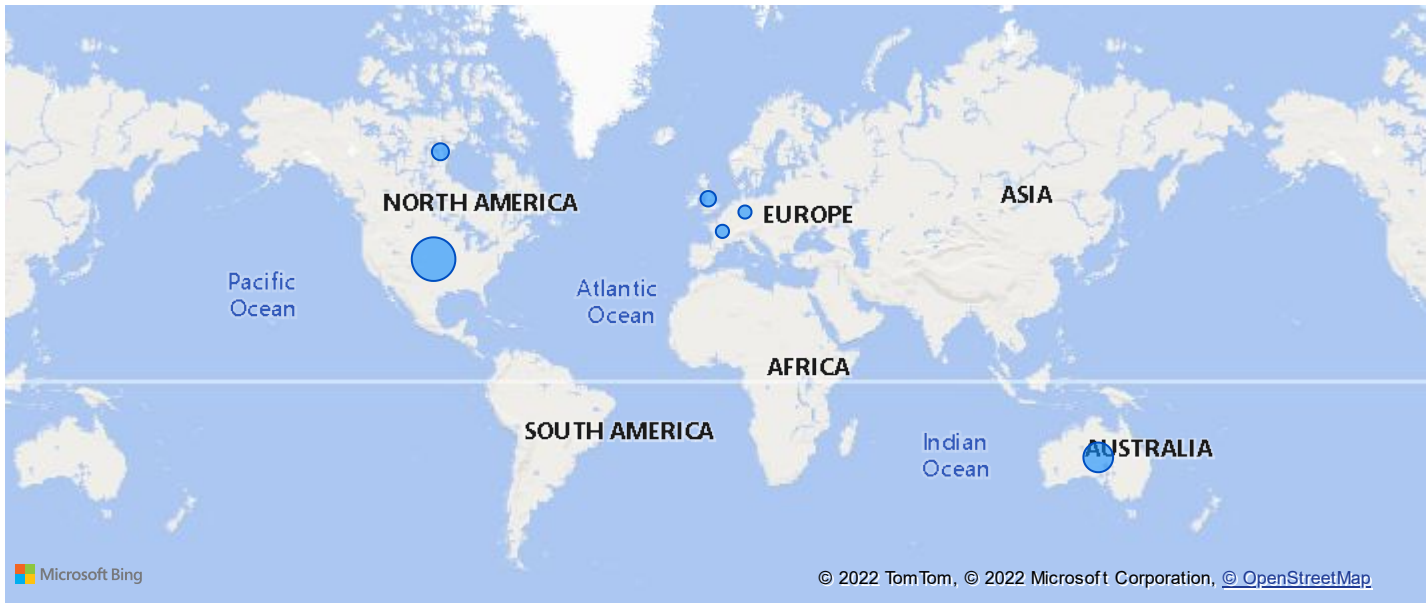 NORTH AMERICA
EUROPE
ASIA
Pacific
Ocean
Atlantic
Ocean
AFRICA
SOUTH AMERICA
Indian
Ocean
AUSTRALIA
Microsoft Bing
© 2022 TomTom, © 2022 Microsoft Corporation, © OpenStreetMap